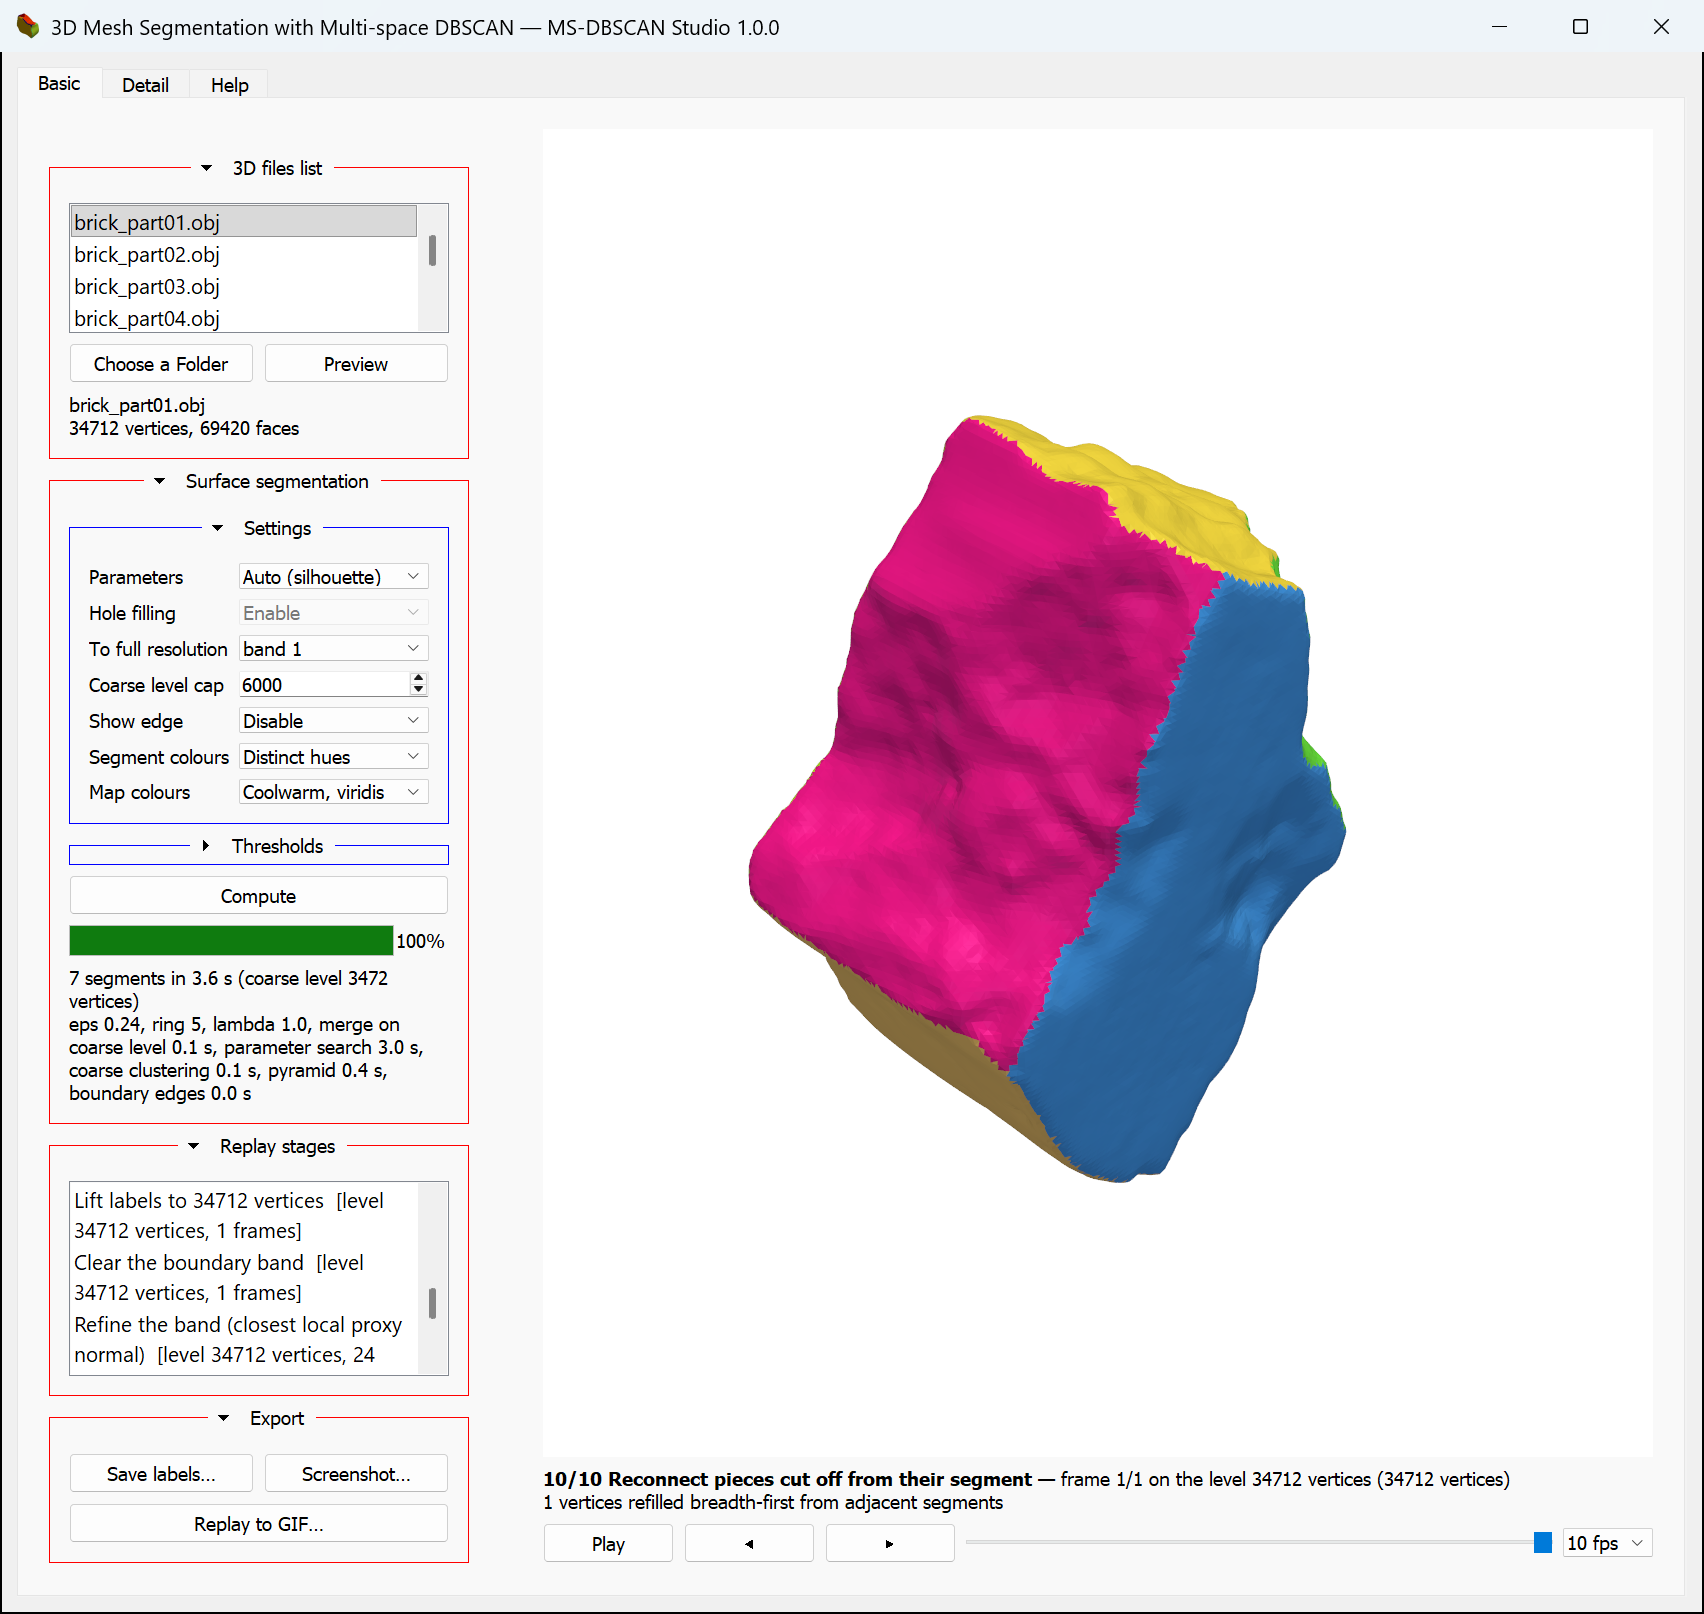 3D Mesh Segmentation with Multi-space DBSCAN — MS-DBSCAN Studio 1.0.0
Basic
Detail
Help
3D files list
brick_part01.obj
brick_part02.obj
brick_part03.obj
brick_part04.obj
Choose a Folder
Preview
brick_part01.obj
34712 vertices, 69420 faces
Surface segmentation
Settings
Parameters
Auto (silhouette)
Hole filling
Enable
To full resolution
band 1
Coarse level cap
6000
Show edge
Disable
Segment colours
Distinct hues
Map colours
Coolwarm, viridis
Thresholds
Compute
100%
7 segments in 3.6 s (coarse level 3472
vertices)
eps 0.24, ring 5, lambda 1.0, merge on
coarse level 0.1 s, parameter search 3.0 s,
coarse clustering 0.1 s, pyramid 0.4 s,
boundary edges 0.0 s
Replay stages
Lift labels to 34712 vertices  [level
34712 vertices, 1 frames]
Clear the boundary band  [level
34712 vertices, 1 frames]
Refine the band (closest local proxy
normal)  [level 34712 vertices, 24
Export
Save labels...
Screenshot...
Replay to GIF...
10/10 Reconnect pieces cut off from their segment — frame 1/1 on the level 34712 vertices (34712 vertices)
1 vertices refilled breadth-first from adjacent segments
Play
10 fps